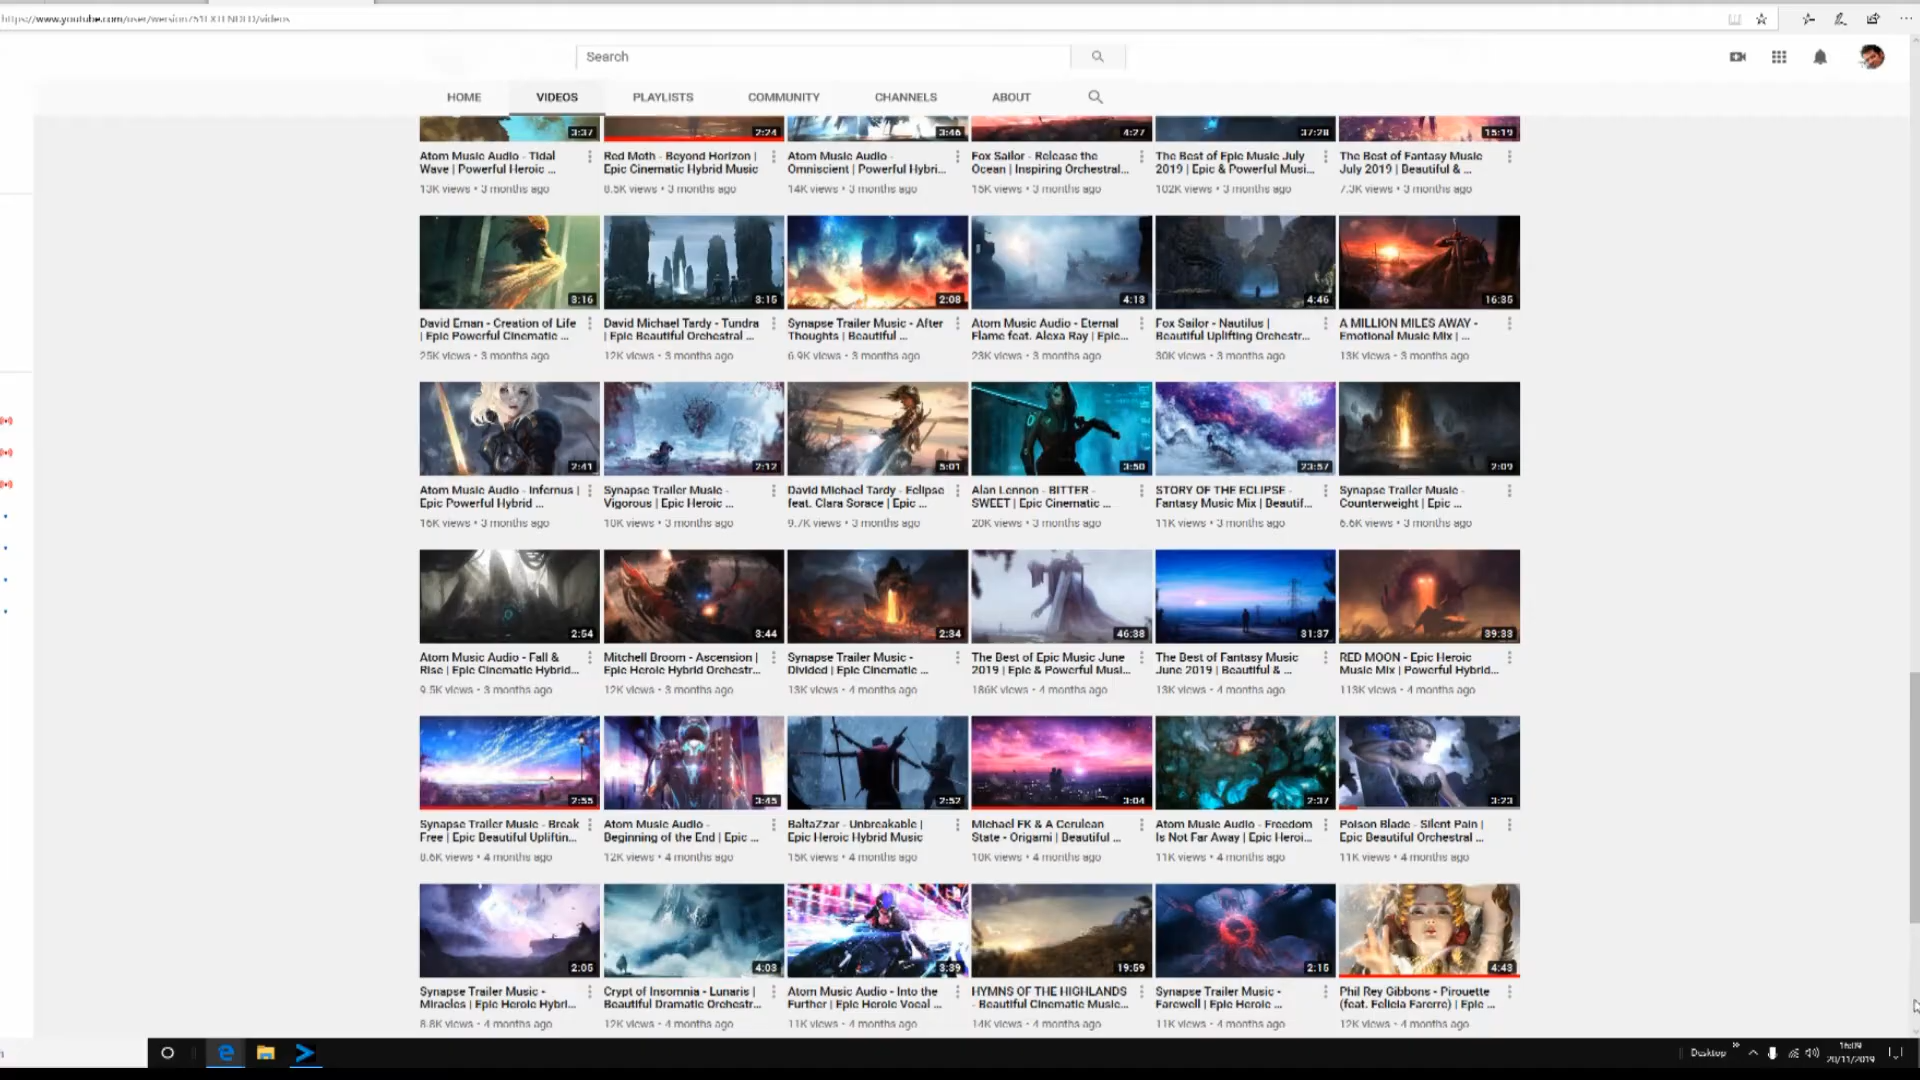 https://www.youtube.com/user/version751EXTENDED/videos
Search
HOME VIDEOS PLAYLISTS COMMUNITY CHANNELS ABOUT
3:37 2:24 3:46 4:27 37:28 15:19
Atom Music Audio - Tidal Red Moth - Beyond Horizon | Atom Music Audio - Fox Sailor - Release the The Best of Epic Music July The Best of Fantasy Music
Wave | Powerful Heroic ... Epic Cinematic Hybrid Music Omniscient | Powerful Hybri... Ocean | Inspiring Orchestral... 2019 | Epic & Powerful Musi... July 2019 | Beautiful & ...
13K views • 3 months ago 8.5K views • 3 months ago 14K views • 3 months ago 15K views • 3 months ago 102K views • 3 months ago 7.3K views • 3 months ago
3:16 3:15 2:08 4:13 4:46 16:35
David Eman - Creation of Life David Michael Tardy - Tundra Synapse Trailer Music - After Atom Music Audio - Eternal Fox Sailor - Nautilus | A MILLION MILES AWAY -
| Epic Powerful Cinematic ... | Epic Beautiful Orchestral ... Thoughts | Beautiful ... Flame feat. Alexa Ray | Epic... Beautiful Uplifting Orchestr... Emotional Music Mix | ...
25K views • 3 months ago 12K views • 3 months ago 6.9K views • 3 months ago 23K views • 3 months ago 30K views • 3 months ago 13K views • 3 months ago
2:41 2:12 5:01 3:50 23:57 2:09
Atom Music Audio - Infernus | Synapse Trailer Music - David Michael Tardy - Eclipse Alan Lennon - BITTER - STORY OF THE ECLIPSE - Synapse Trailer Music -
Epic Powerful Hybrid ... Vigorous | Epic Heroic ... feat. Clara Sorace | Epic ... SWEET | Epic Cinematic ... Fantasy Music Mix | Beautif... Counterweight | Epic ...
16K views • 3 months ago 10K views • 3 months ago 9.7K views • 3 months ago 20K views • 3 months ago 11K views • 3 months ago 6.6K views • 3 months ago
2:54 3:44 2:34 46:38 31:37 39:33
Atom Music Audio - Fall & Mitchell Broom - Ascension | Synapse Trailer Music - The Best of Epic Music June The Best of Fantasy Music RED MOON - Epic Heroic
Rise | Epic Cinematic Hybrid... Epic Heroic Hybrid Orchestr... Divided | Epic Cinematic ... 2019 | Epic & Powerful Musi... June 2019 | Beautiful & ... Music Mix | Powerful Hybrid...
9.5K views • 3 months ago 12K views • 3 months ago 13K views • 4 months ago 186K views • 4 months ago 13K views • 4 months ago 113K views • 4 months ago
2:55 3:45 2:52 3:04 2:37 3:23
Synapse Trailer Music - Break Atom Music Audio - BaltaZzar - Unbreakable | Michael FK & A Cerulean Atom Music Audio - Freedom Poison Blade - Silent Pain |
Free | Epic Beautiful Upliftin... Beginning of the End | Epic ... Epic Heroic Hybrid Music State - Origami | Beautiful ... Is Not Far Away | Epic Heroi... Epic Beautiful Orchestral ...
8.6K views • 4 months ago 12K views • 4 months ago 15K views • 4 months ago 10K views • 4 months ago 11K views • 4 months ago 11K views • 4 months ago
2:05 4:03 3:39 19:59 2:15 4:43
Synapse Trailer Music - Crypt of Insomnia - Lunaris | Atom Music Audio - Into the HYMNS OF THE HIGHLANDS Synapse Trailer Music - Phil Rey Gibbons - Pirouette
Miracles | Epic Heroic Hybri... Beautiful Dramatic Orchestr... Further | Epic Heroic Vocal ... - Beautiful Cinematic Music... Farewell | Epic Heroic ... (feat. Felicia Farerre) | Epic ...
8.8K views • 4 months ago 12K views • 4 months ago 11K views • 4 months ago 14K views • 4 months ago 11K views • 4 months ago 12K views • 4 months ago
Desktop 16:09
20/11/2019